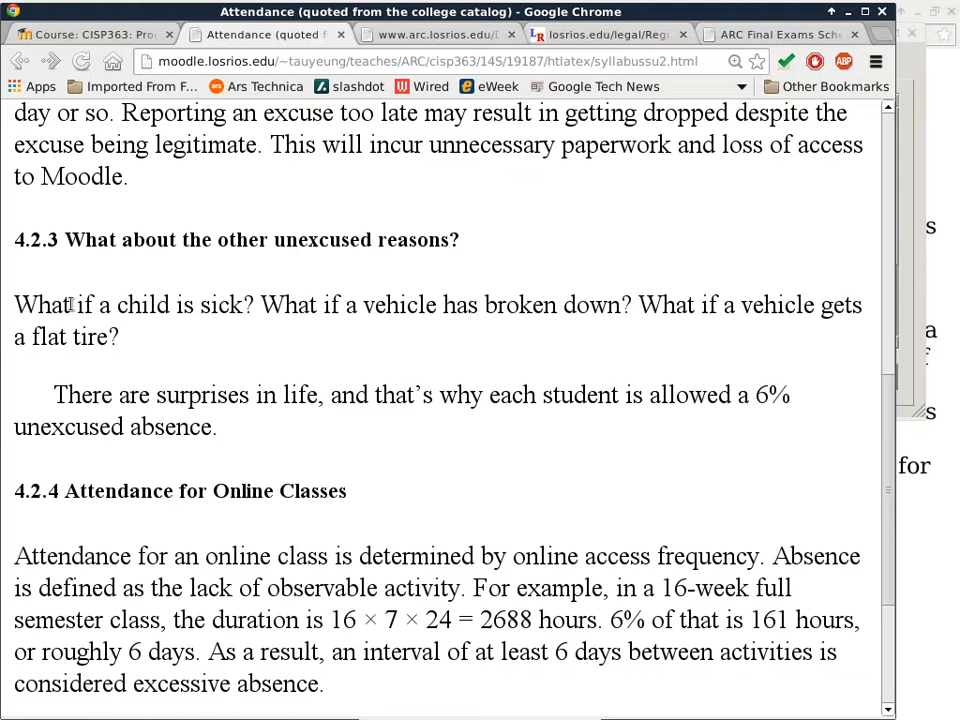 Attendance (quoted from the college catalog) - Google Chrome
Course: CISP363: Pro
Attendance (quoted f
www.arc.losrios.edu/D
losrios.edu/legal/Reg
ARC Final Exams Sche
moodle.losrios.edu/~tauyeung/teaches/ARC/cisp363/14S/19187/htlatex/syllabussu2.html
ABP
Apps
Imported From F...
Ars Technica
slashdot
Wired
eWeek
Google Tech News
Other Bookmarks
day or so. Reporting an excuse too late may result in getting dropped despite the
excuse being legitimate. This will incur unnecessary paperwork and loss of access
to Moodle.
4.2.3 What about the other unexcused reasons?
What if a child is sick? What if a vehicle has broken down? What if a vehicle gets
a flat tire?
There are surprises in life, and that's why each student is allowed a 6%
unexcused absence.
4.2.4 Attendance for Online Classes
Attendance for an online class is determined by online access frequency. Absence
is defined as the lack of observable activity. For example, in a 16-week full
semester class, the duration is 16 × 7 × 24 = 2688 hours. 6% of that is 161 hours,
or roughly 6 days. As a result, an interval of at least 6 days between activities is
considered excessive absence.
s
a
s
for